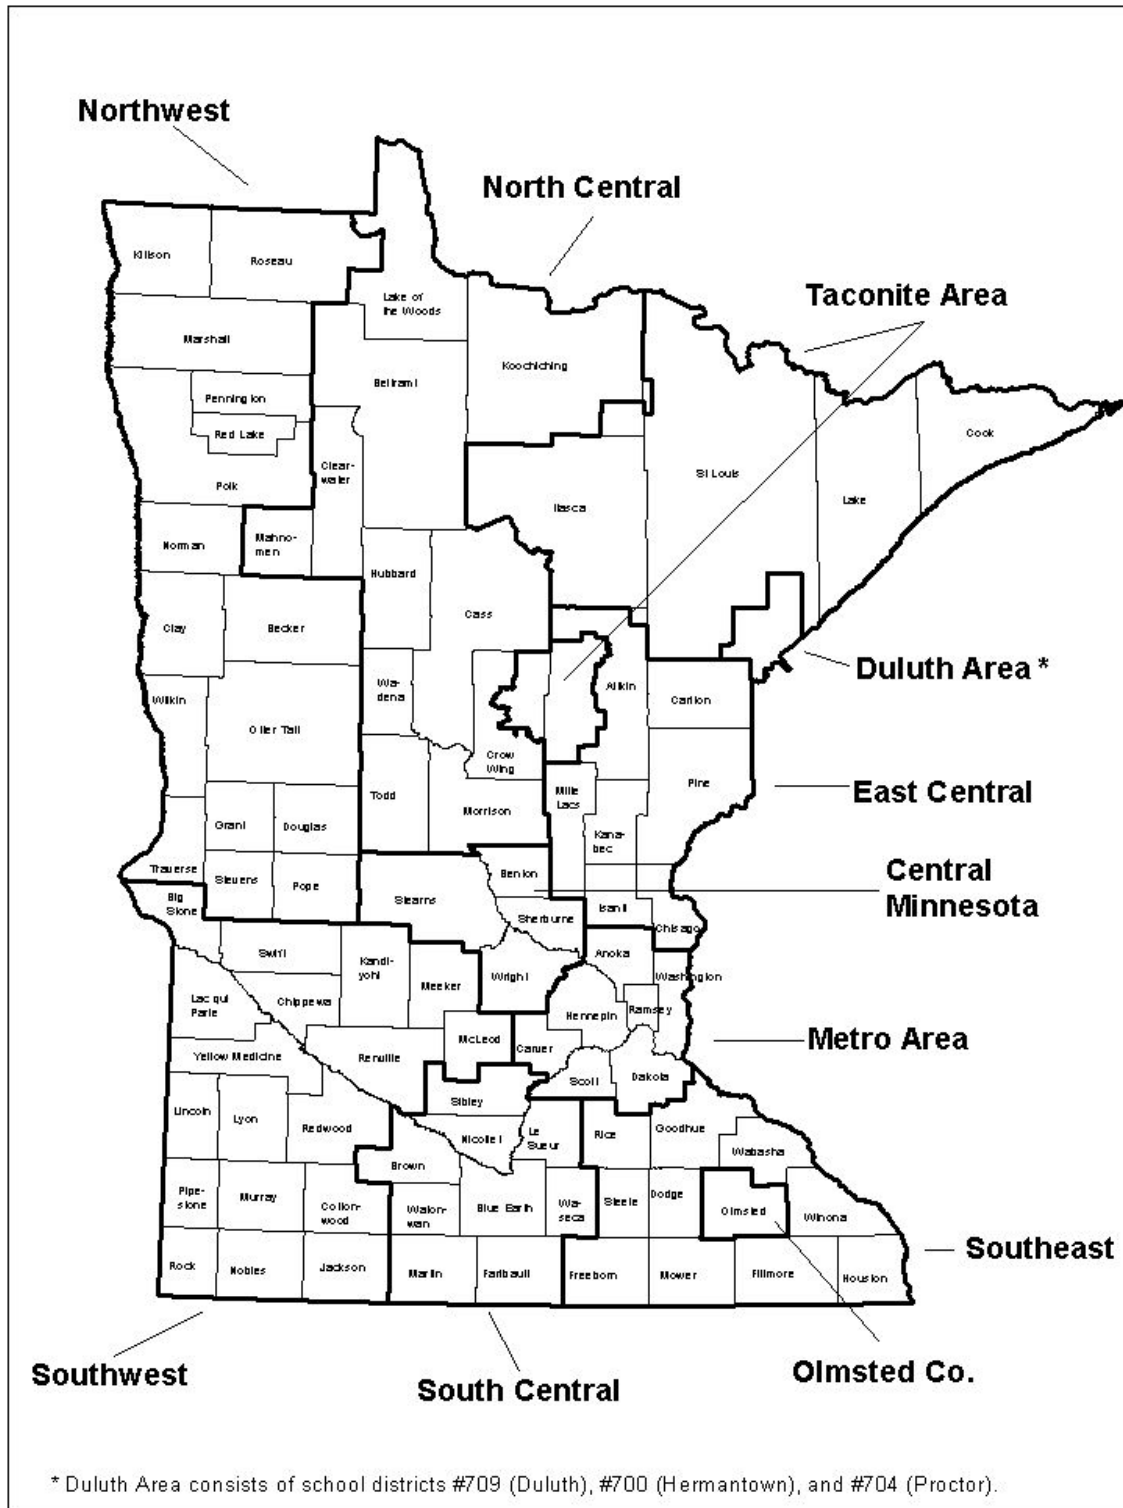 Northwest
North Central
Taconite Area
Kittson
Roseau
Lake of
the Woods
Marshall
Koochiching
Beltrami
Pennington
Red Lake
Cook
Clear-
water
Polk
St Louis
Lake
Itasca
Norman
Mahno-
men
Hubbard
Cass
Clay
Becker
Duluth Area *
Wa-
dena
Aitkin
Carlton
Wilkin
Otter Tail
Crow
Wing
Pine
East Central
Mille
Lacs
Todd
Morrison
Grant
Douglas
Kana-
bec
Traverse
Stevens
Pope
Benton
Central
Minnesota
Big
Stone
Stearns
Sherburne
Isanti
Chisago
Swift
Kandi-
yohi
Anoka
Washington
Wright
Meeker
Lac qui
Parle
Chippewa
Hennepin
Ramsey
Metro Area
McLeod
Carver
Yellow Medicine
Renville
Scott
Dakota
Sibley
Lincoln
Lyon
Redwood
Nicollet
Le
Sueur
Rice
Goodhue
Wabasha
Brown
Pipe-
stone
Murray
Cotton-
wood
Waton-
wan
Blue Earth
Wa-
seca
Steele
Dodge
Olmsted
Winona
Southeast
Rock
Nobles
Jackson
Martin
Faribault
Freeborn
Mower
Fillmore
Houston
Southwest
South Central
Olmsted Co.
* Duluth Area consists of school districts #709 (Duluth), #700 (Hermantown), and #704 (Proctor).